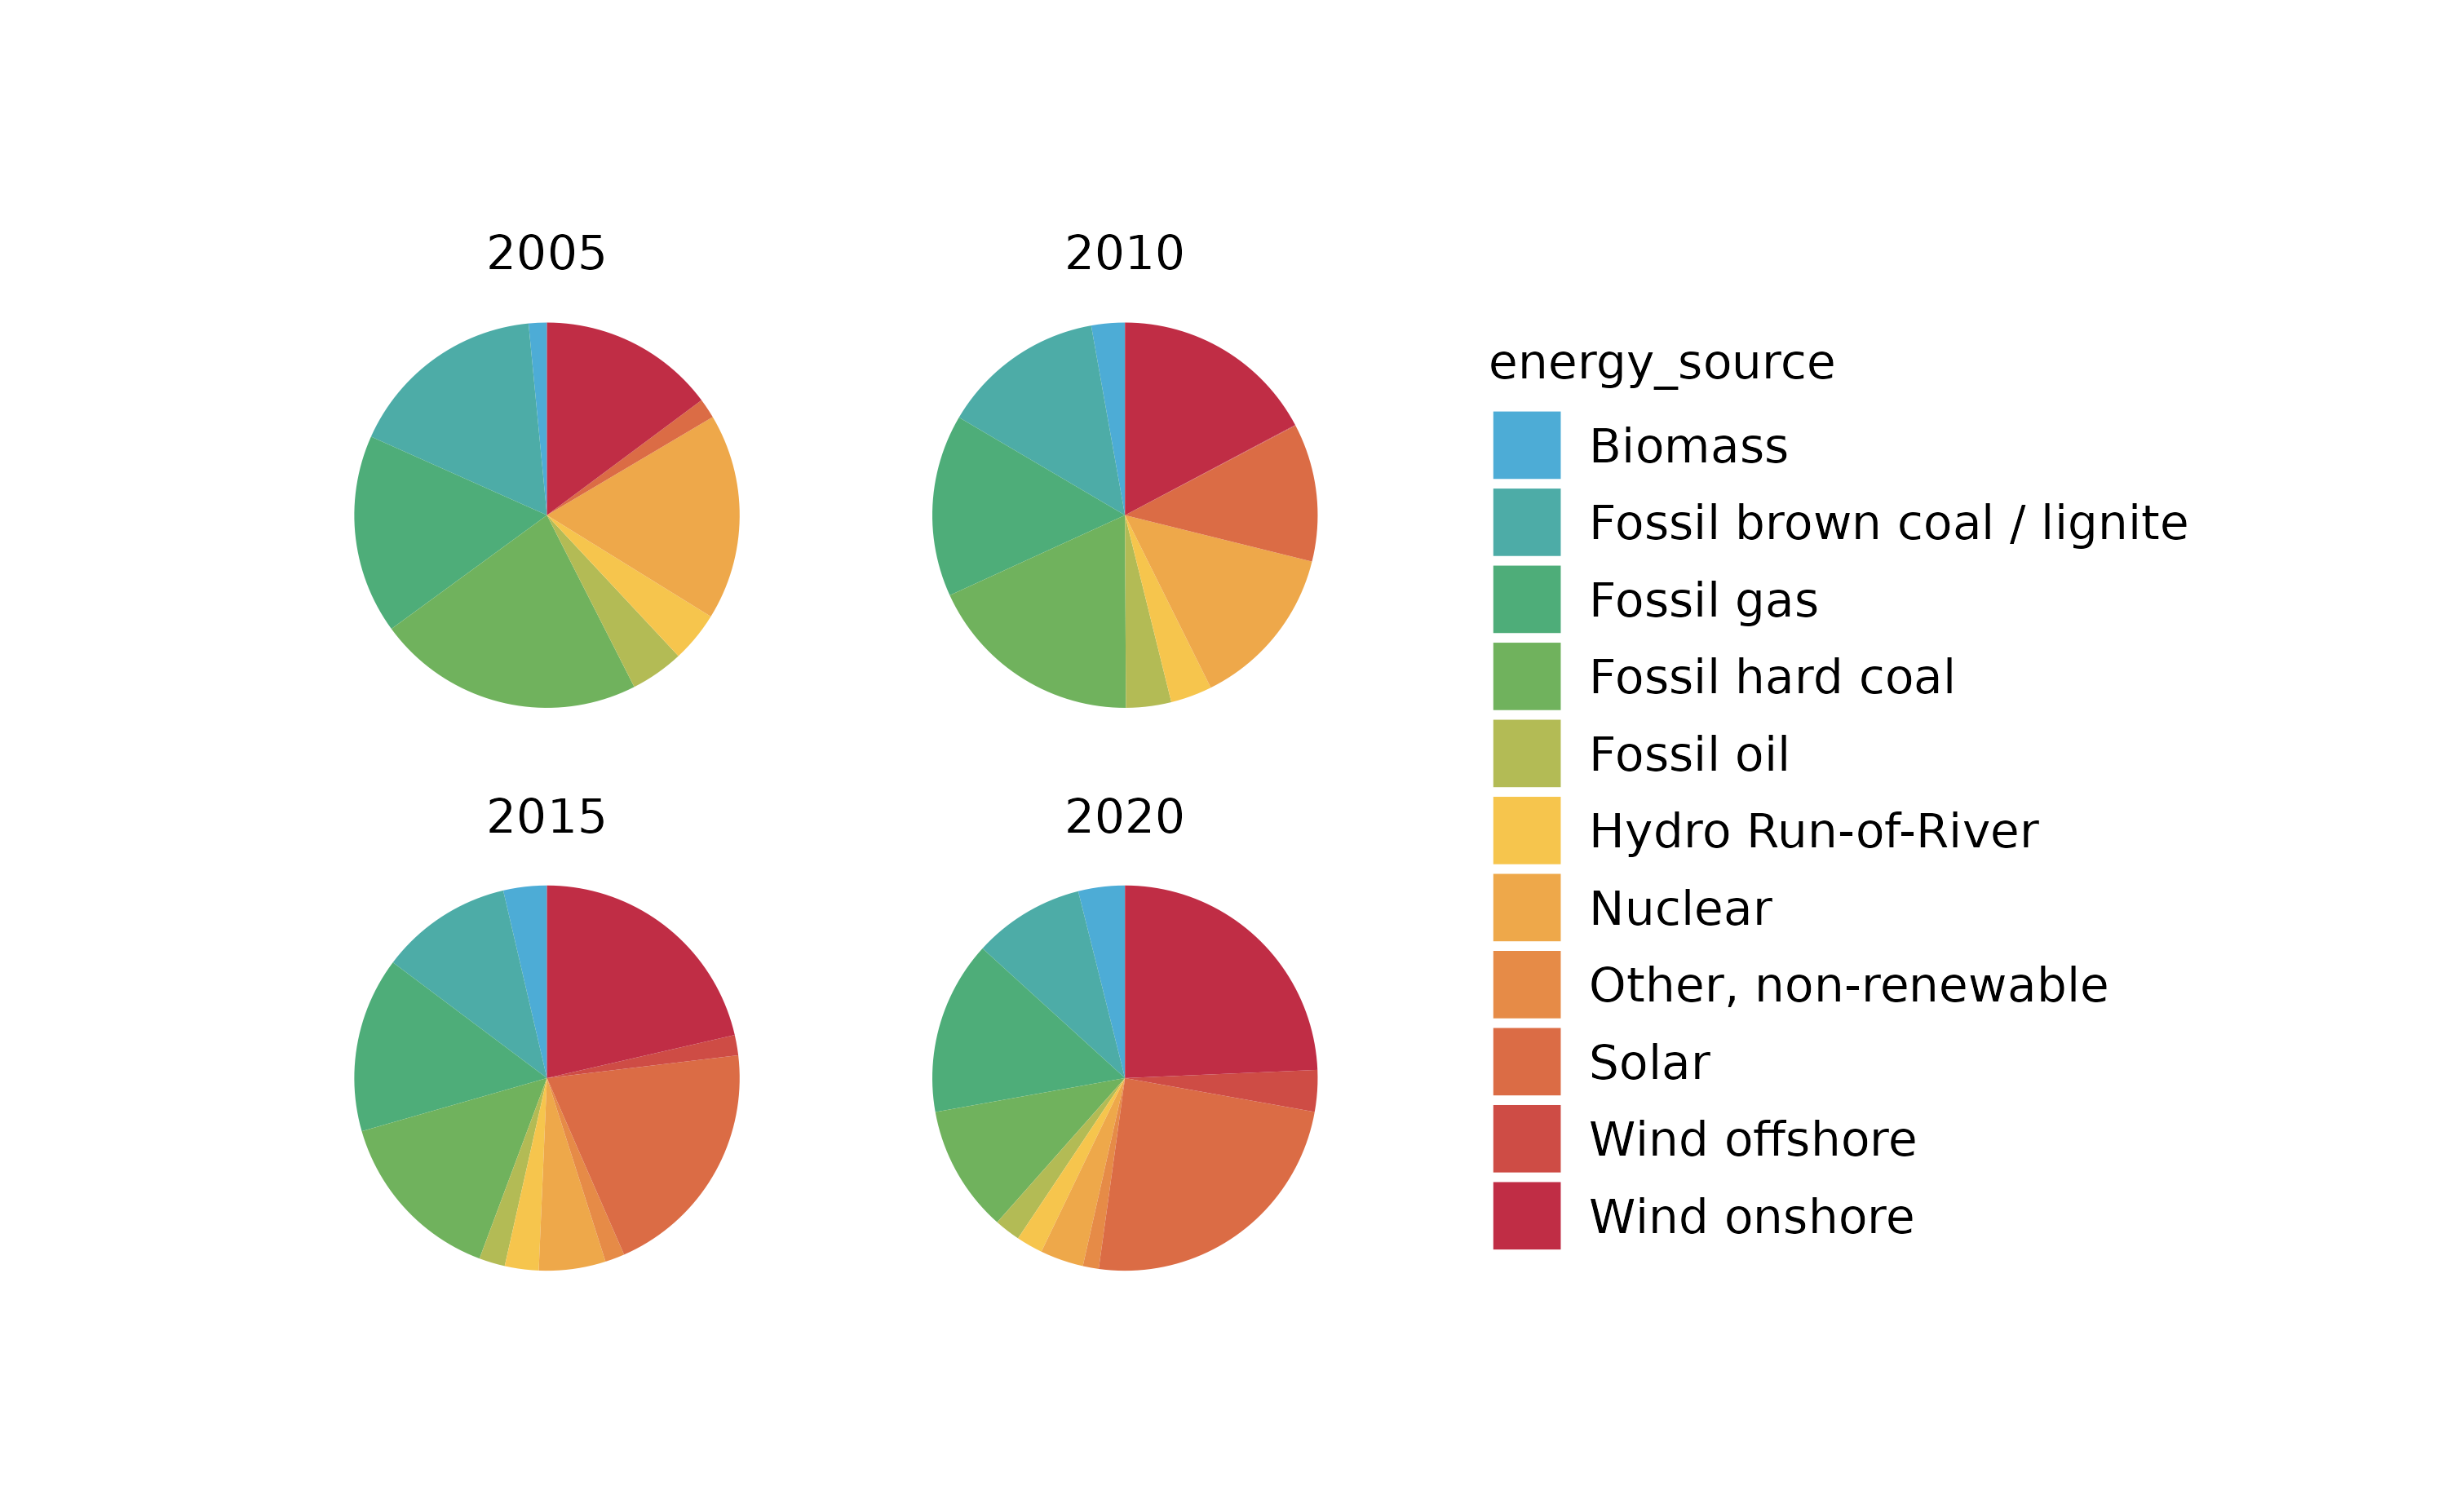 2005
2010
2015
2020
energy_source
Biomass
Fossil brown coal / lignite
Fossil gas
Fossil hard coal
Fossil oil
Hydro Run-of-River
Nuclear
Other, non-renewable
Solar
Wind offshore
Wind onshore